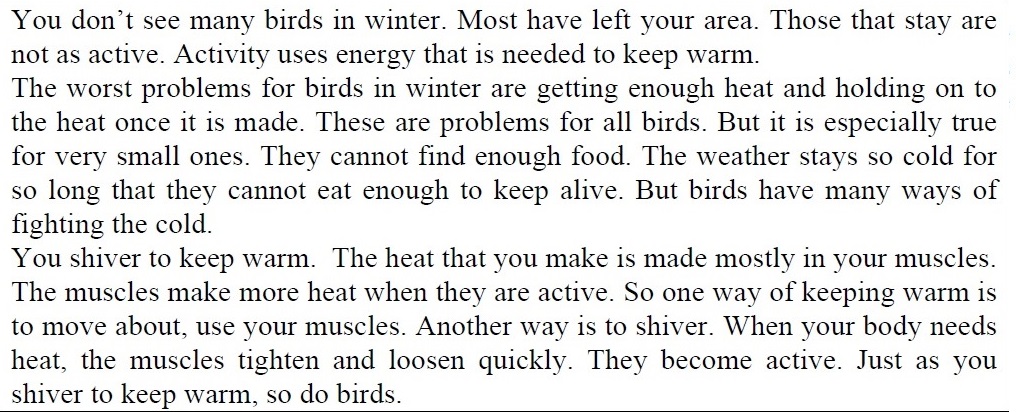 You don’t see many birds in winter. Most have left your area. Those that stay are
not as active. Activity uses energy that is needed to keep warm.
The worst problems for birds in winter are getting enough heat and holding on to
the heat once it is made. These are problems for all birds. But it is especially true
for very small ones. They cannot find enough food. The weather stays so cold for
so long that they cannot eat enough to keep alive. But birds have many ways of
fighting the cold.
You shiver to keep warm.  The heat that you make is made mostly in your muscles.
The muscles make more heat when they are active. So one way of keeping warm is
to move about, use your muscles. Another way is to shiver. When your body needs
heat, the muscles tighten and loosen quickly. They become active. Just as you
shiver to keep warm, so do birds.